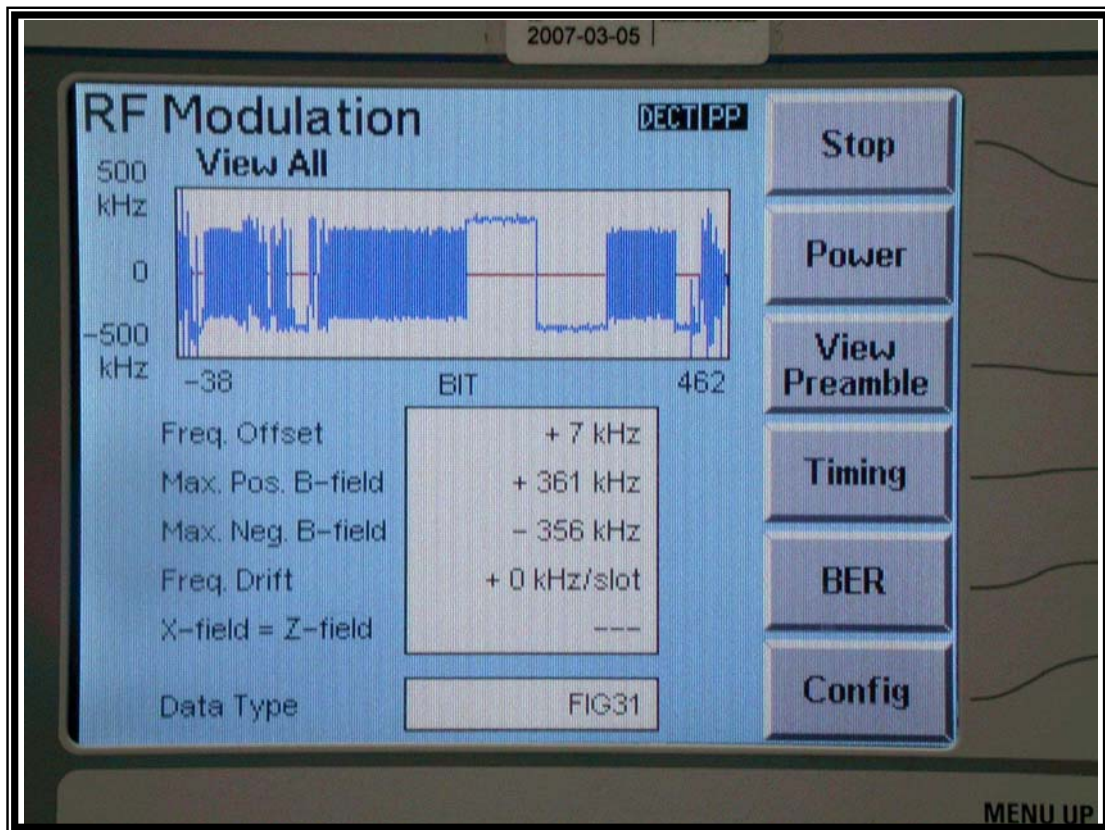 2007-03-05
RF Modulation
DECT PP
View All
500
kHz
0
-500
kHz
-38
BIT
462
Freq. Offset
+ 7 kHz
Max. Pos. B-field
+ 361 kHz
Max. Neg. B-field
- 356 kHz
Freq. Drift
+ 0 kHz/slot
X-field = Z-field
---
Data Type
FIG31
Stop
Power
View
Preamble
Timing
BER
Config
MENU UP